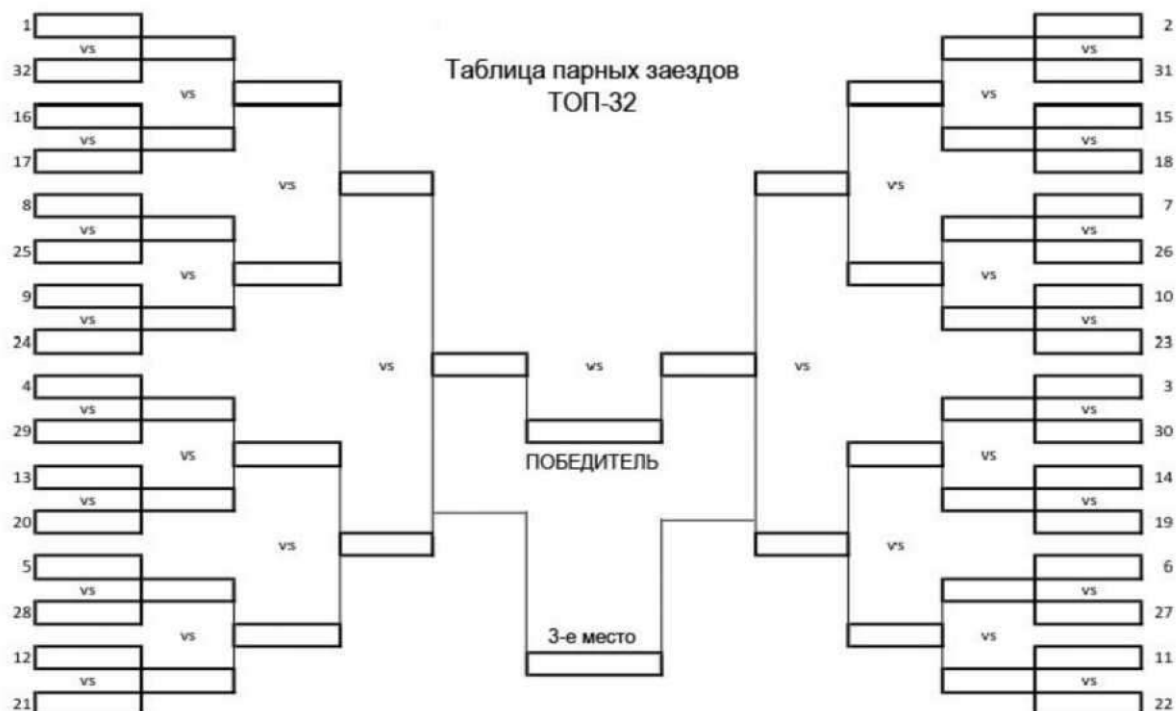 Таблица парных заездов
ТОП-32
1
vs
32
vs
16
vs
17
vs
8
vs
25
vs
9
vs
24
vs
4
vs
29
vs
13
vs
20
vs
5
vs
28
vs
12
vs
21
vs
ПОБЕДИТЕЛЬ
3-е место
vs
2
vs
31
vs
15
vs
18
vs
7
vs
26
vs
10
vs
23
vs
3
vs
30
vs
14
vs
19
vs
6
vs
27
vs
11
vs
22